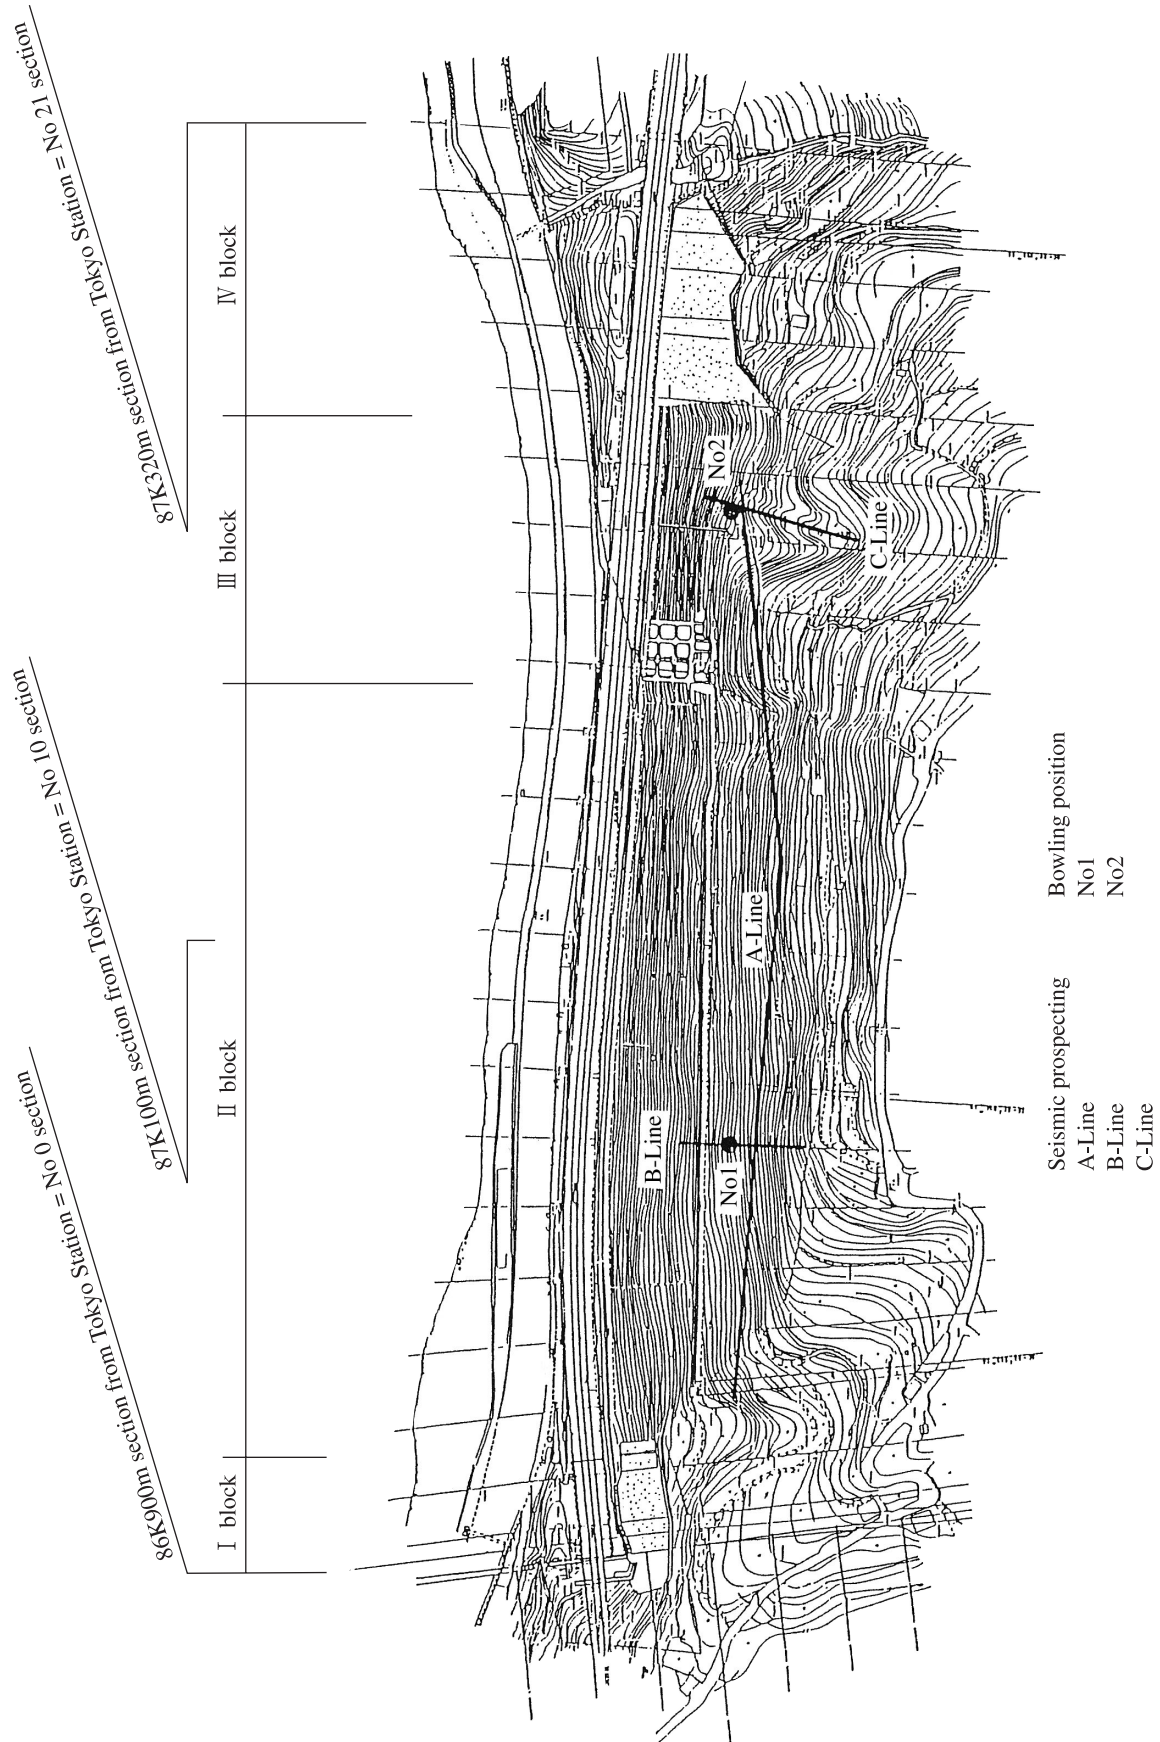 86K900m section from Tokyo Station = No 0 section
87K100m section from Tokyo Station = No 10 section
87K320m section from Tokyo Station = No 21 section
I block
II block
III block
IV block
B-Line
No1
A-Line
No2
C-Line
Seismic prospecting
A-Line
B-Line
C-Line
Bowling position
No1
No2